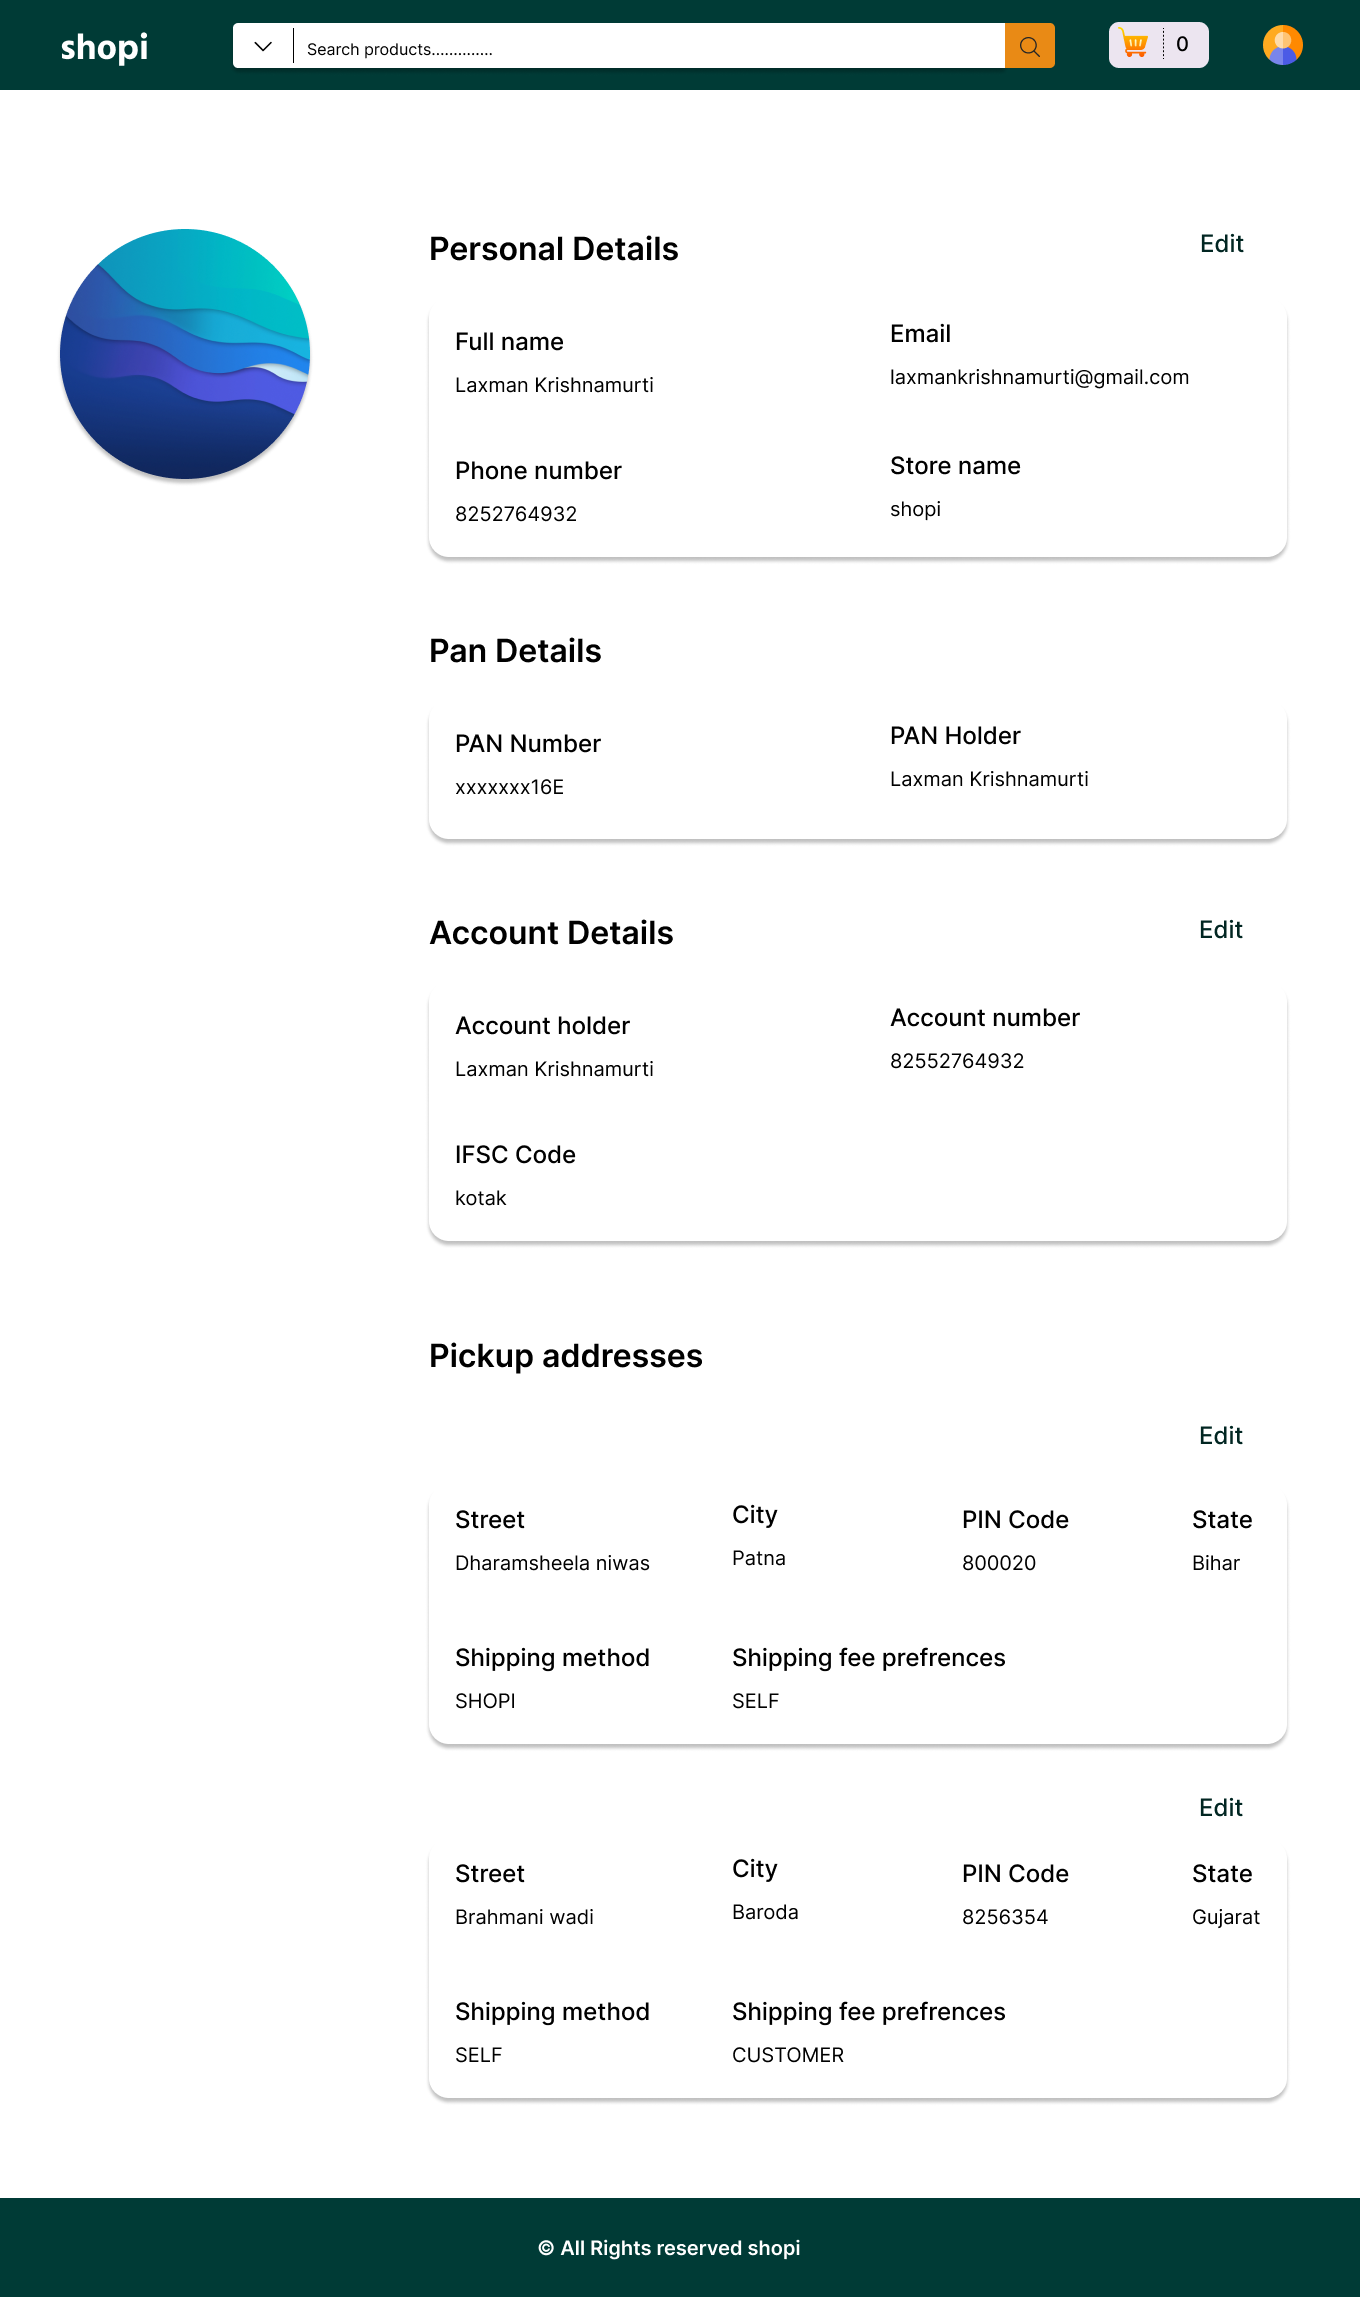 shopi
Search products..............
0
Personal Details
Edit
Full name
Laxman Krishnamurti
Email
laxmankrishnamurti@gmail.com
Phone number
8252764932
Store name
shopi
Pan Details
PAN Number
xxxxxxx16E
PAN Holder
Laxman Krishnamurti
Account Details
Edit
Account holder
Laxman Krishnamurti
Account number
82552764932
IFSC Code
kotak
Pickup addresses
Edit
Street
Dharamsheela niwas
City
Patna
PIN Code
800020
State
Bihar
Shipping method
SHOPI
Shipping fee prefrences
SELF
Edit
Street
Brahmani wadi
City
Baroda
PIN Code
8256354
State
Gujarat
Shipping method
SELF
Shipping fee prefrences
CUSTOMER
© All Rights reserved shopi